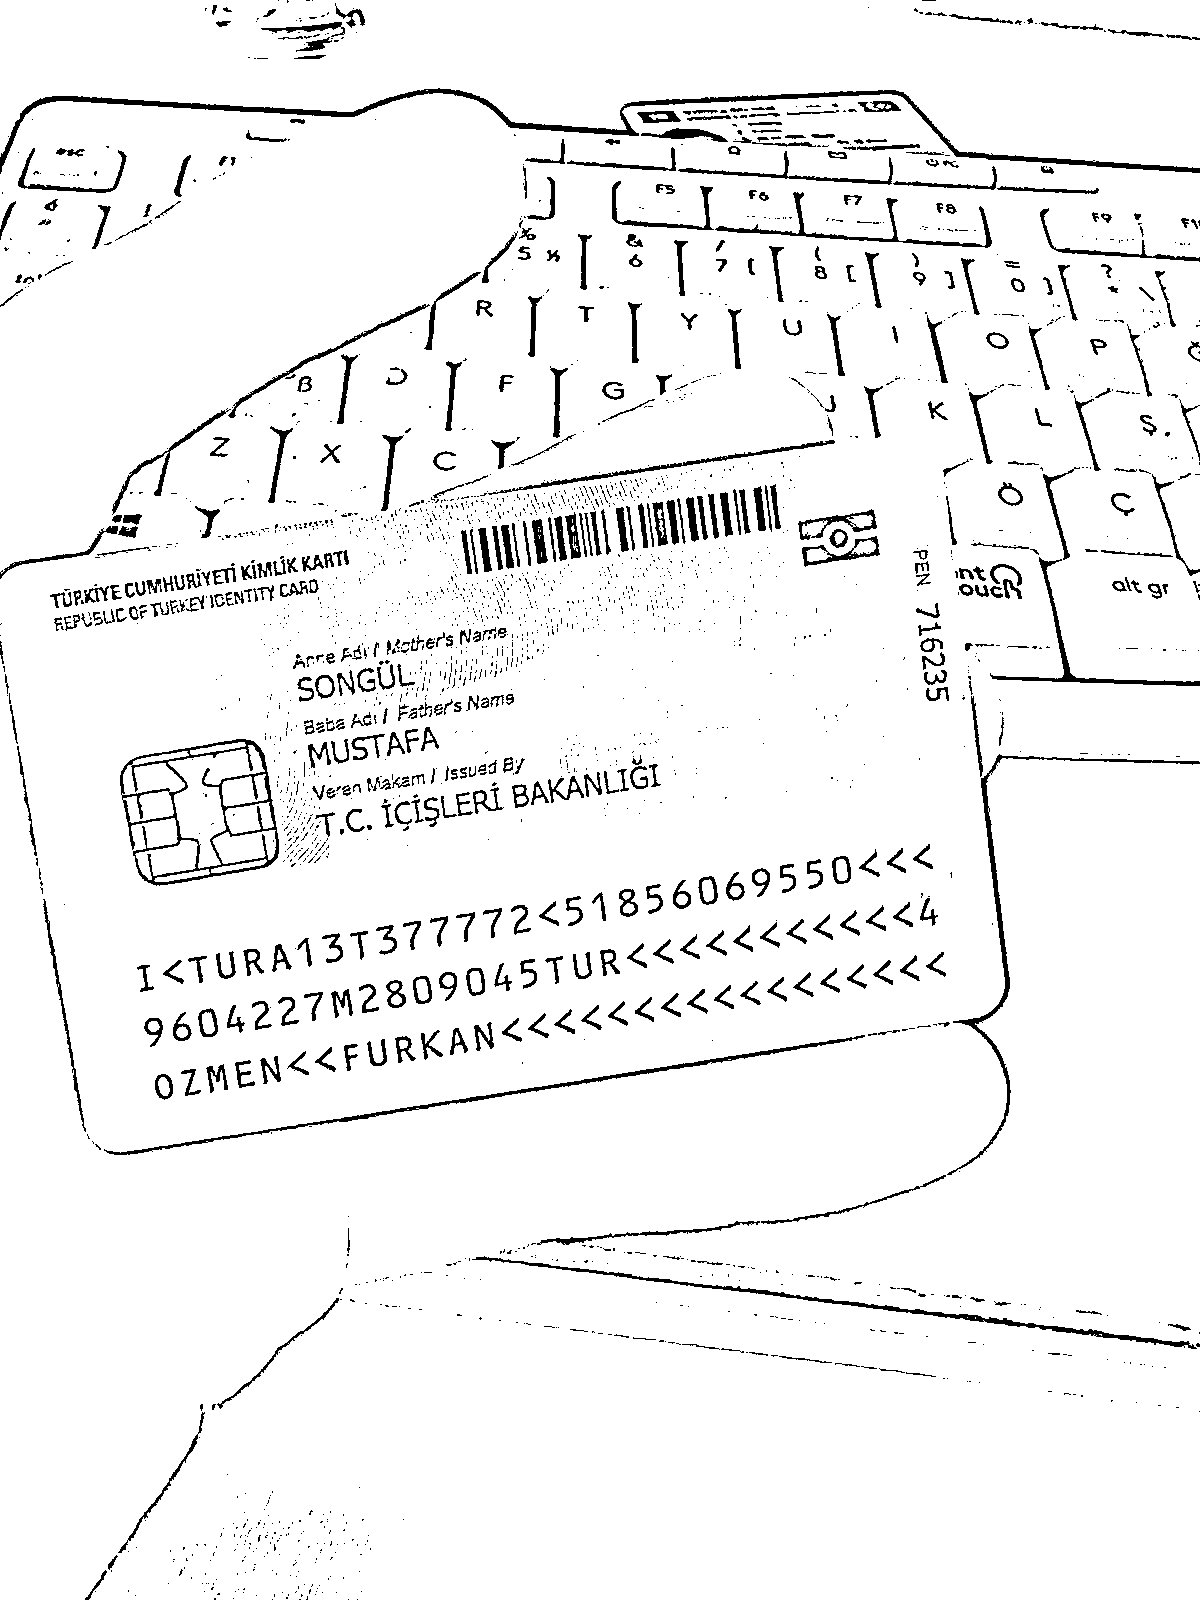 esc
F5 F6 F7 F8 F9
5 ½ & 6 / 7 { ( 8 [ ) 9 ] = 0 } ? * \
R T Y U I O P
D F G J K L Ş
Z X C Ö Ç
alt gr
TÜRKİYE CUMHURİYETİ KİMLİK KARTI
REPUBLIC OF TURKEY IDENTITY CARD
Anne Adı / Mother's Name
SONGÜL
Baba Adı / Father's Name
MUSTAFA
Veren Makam / Issued By
T.C. İÇİŞLERİ BAKANLIĞI
PEN 716235
I<TURA13T377772<51856069550<<<
9604227M2809045TUR<<<<<<<<<<<4
OZMEN<<FURKAN<<<<<<<<<<<<<<<<<